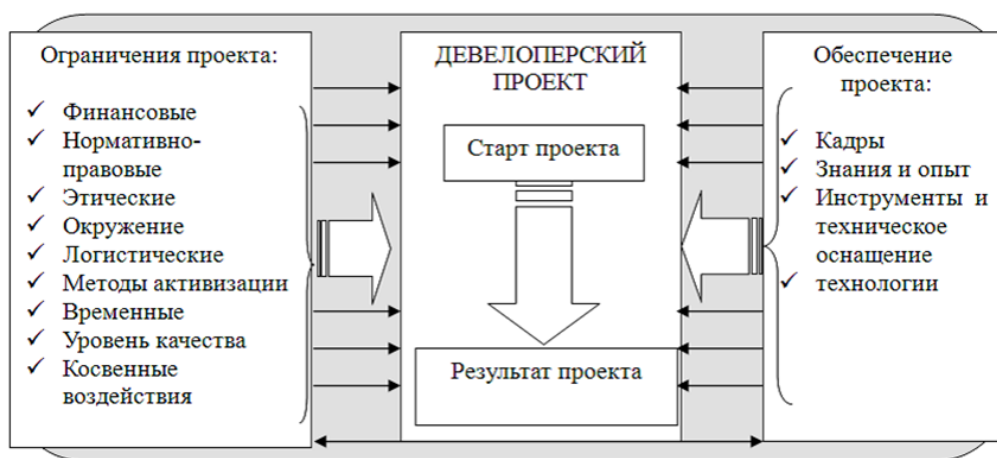 Ограничения проекта:
Финансовые
Нормативно-
правовые
Этические
Окружение
Логистические
Методы активизации
Временные
Уровень качества
Косвенные
воздействия
ДЕВЕЛОПЕРСКИЙ
ПРОЕКТ
Старт проекта
Результат проекта
Обеспечение
проекта:
Кадры
Знания и опыт
Инструменты и
техническое
оснащение
технологии